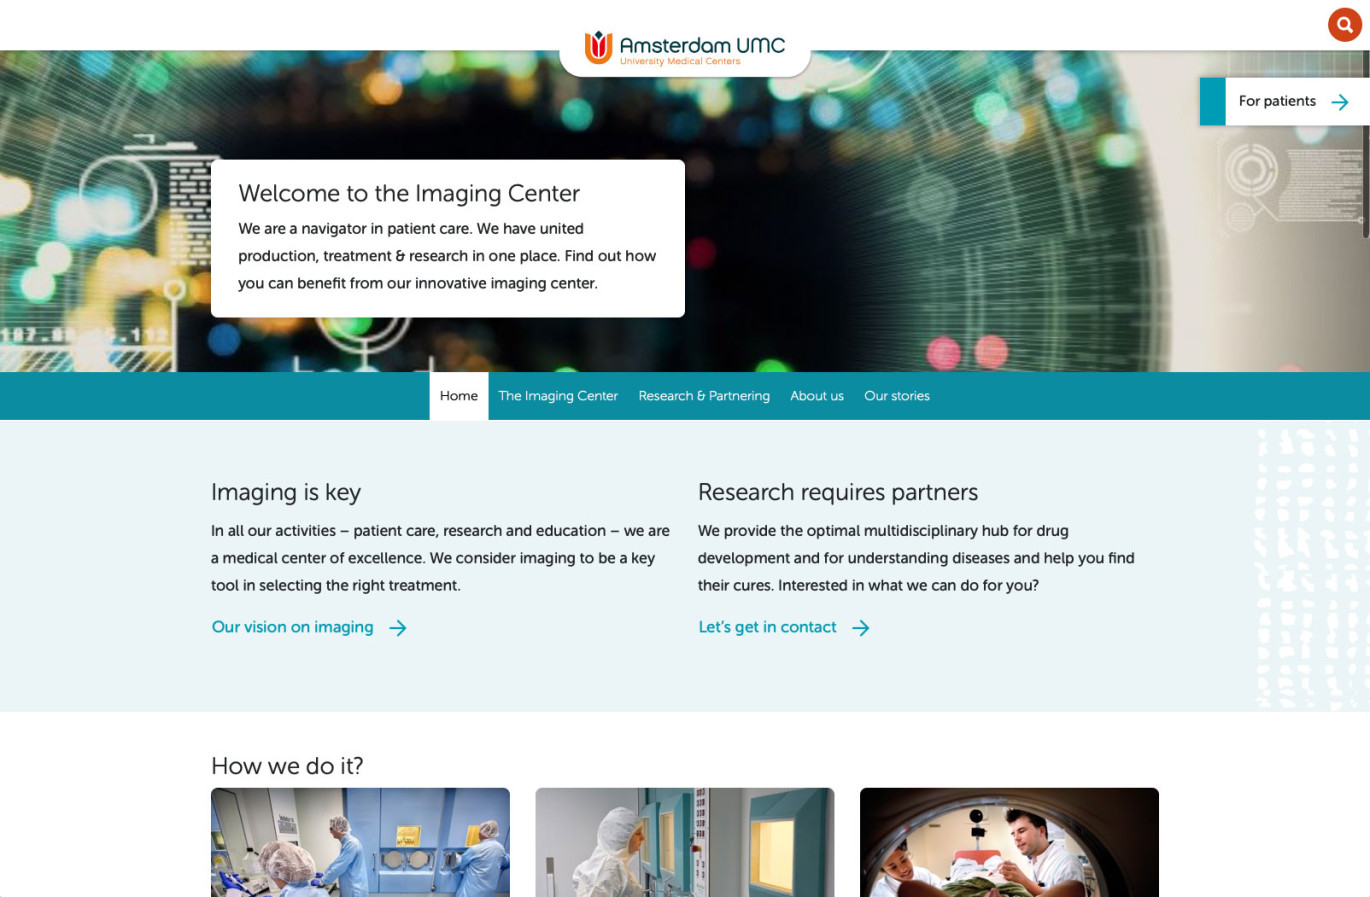 Amsterdam UMC
University Medical Centers
For patients
Welcome to the Imaging Center
We are a navigator in patient care. We have united
production, treatment & research in one place. Find out how
you can benefit from our innovative imaging center.
Home
The Imaging Center
Research & Partnering
About us
Our stories
Imaging is key
In all our activities – patient care, research and education – we are
a medical center of excellence. We consider imaging to be a key
tool in selecting the right treatment.
Our vision on imaging
Research requires partners
We provide the optimal multidisciplinary hub for drug
development and for understanding diseases and help you find
their cures. Interested in what we can do for you?
Let's get in contact
How we do it?